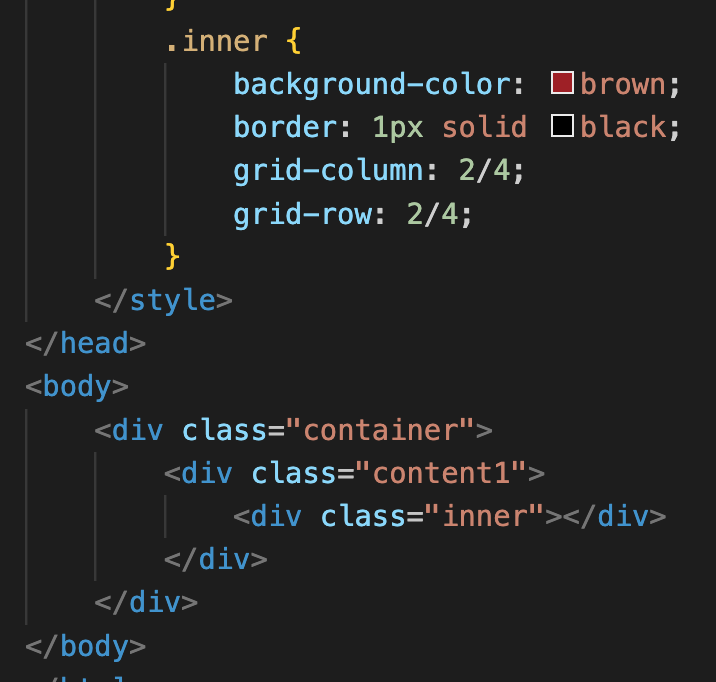 }
.inner {
background-color: brown;
border: 1px solid black;
grid-column: 2/4;
grid-row: 2/4;
}
</style>
</head>
<body>
<div class="container">
<div class="content1">
<div class="inner"></div>
</div>
</div>
</body>